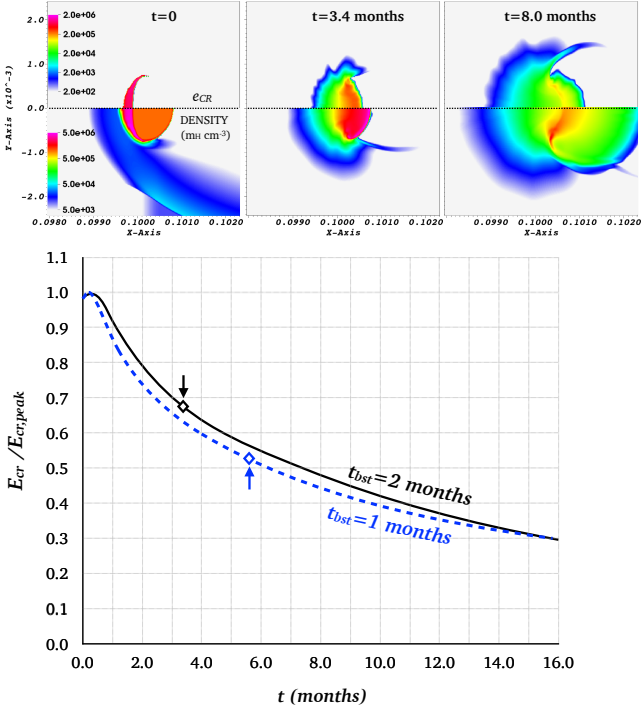 t=0
t=3.4 months
t=8.0 months
2.0
1.0
0.0
-1.0
-2.0
Y-Axis (x10^-3)
2.0e+06
2.0e+04
2.0e+03
2.0e+02
5.0e+06
5.0e+05
5.0e+04
5.0e+03
e_CR
DENSITY
(mH cm-3)
0.0980 0.0990 0.1000 0.1010 0.1020
X-Axis
0.0990 0.1000 0.1010 0.1020
X-Axis
0.0990 0.1000 0.1010 0.1020
X-Axis
1.1
1.0
0.9
0.8
0.7
0.6
0.5
0.4
0.3
0.2
0.1
0.0
E_cr /E_cr,peak
t_bst=2 months
t_bst=1 months
0.0 2.0 4.0 6.0 8.0 10.0 12.0 14.0 16.0
t (months)